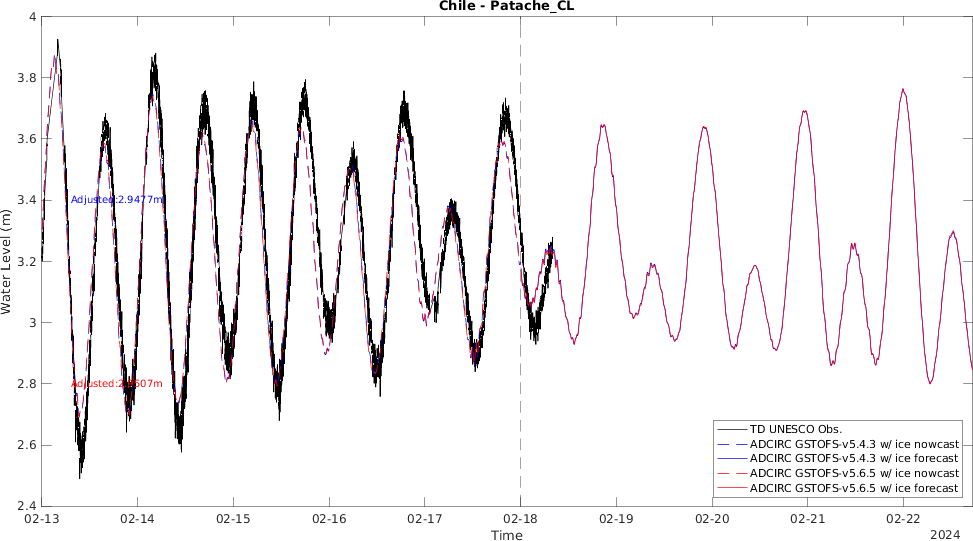 Chile - Patache_CL
4
3.8
3.6
3.4
3.2
3
2.8
2.6
2.4
Water Level (m)
Adjusted:2.9477m
02-13
02-14
02-15
02-16
02-17
02-18
02-19
02-20
02-21
02-22
Time
2024
TD UNESCO Obs.
ADCIRC GSTOFS-v5.4.3 w/ ice nowcast
ADCIRC GSTOFS-v5.4.3 w/ ice forecast
ADCIRC GSTOFS-v5.6.5 w/ ice nowcast
ADCIRC GSTOFS-v5.6.5 w/ ice forecast